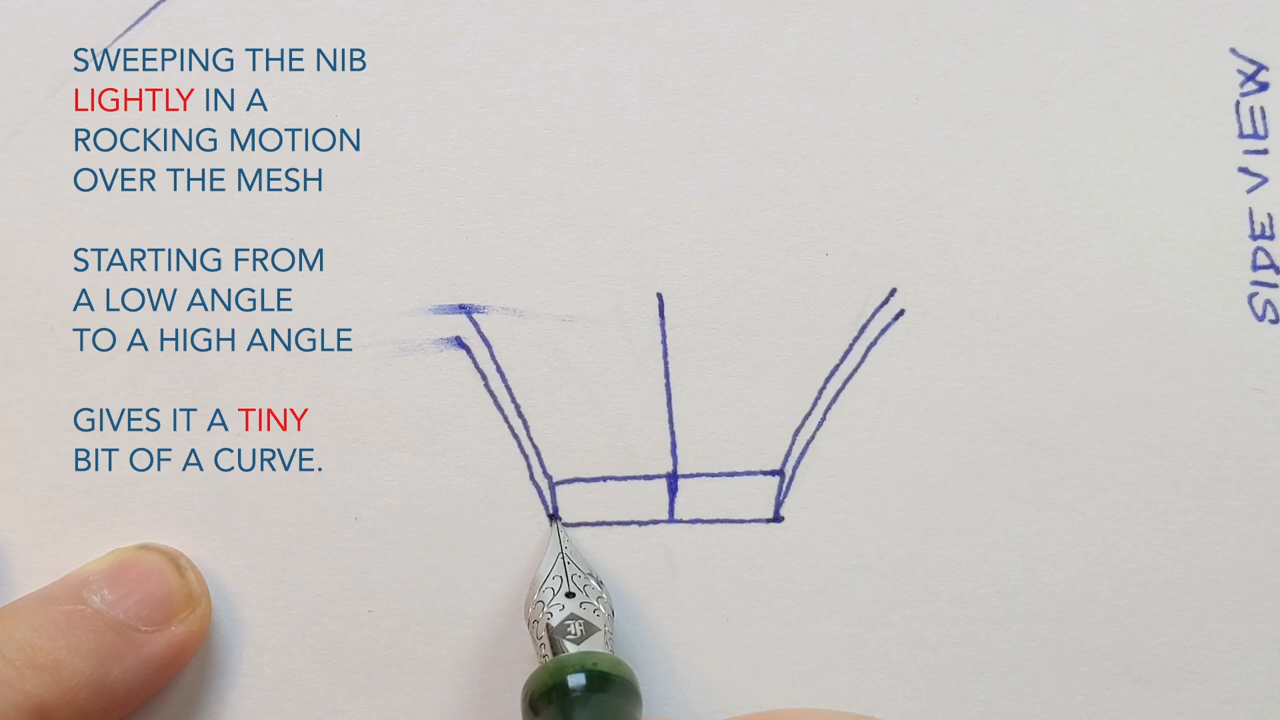 SWEEPING THE NIB
LIGHTLY IN A
ROCKING MOTION
OVER THE MESH
STARTING FROM
A LOW ANGLE
TO A HIGH ANGLE
GIVES IT A TINY
BIT OF A CURVE.
SIDE VIEW